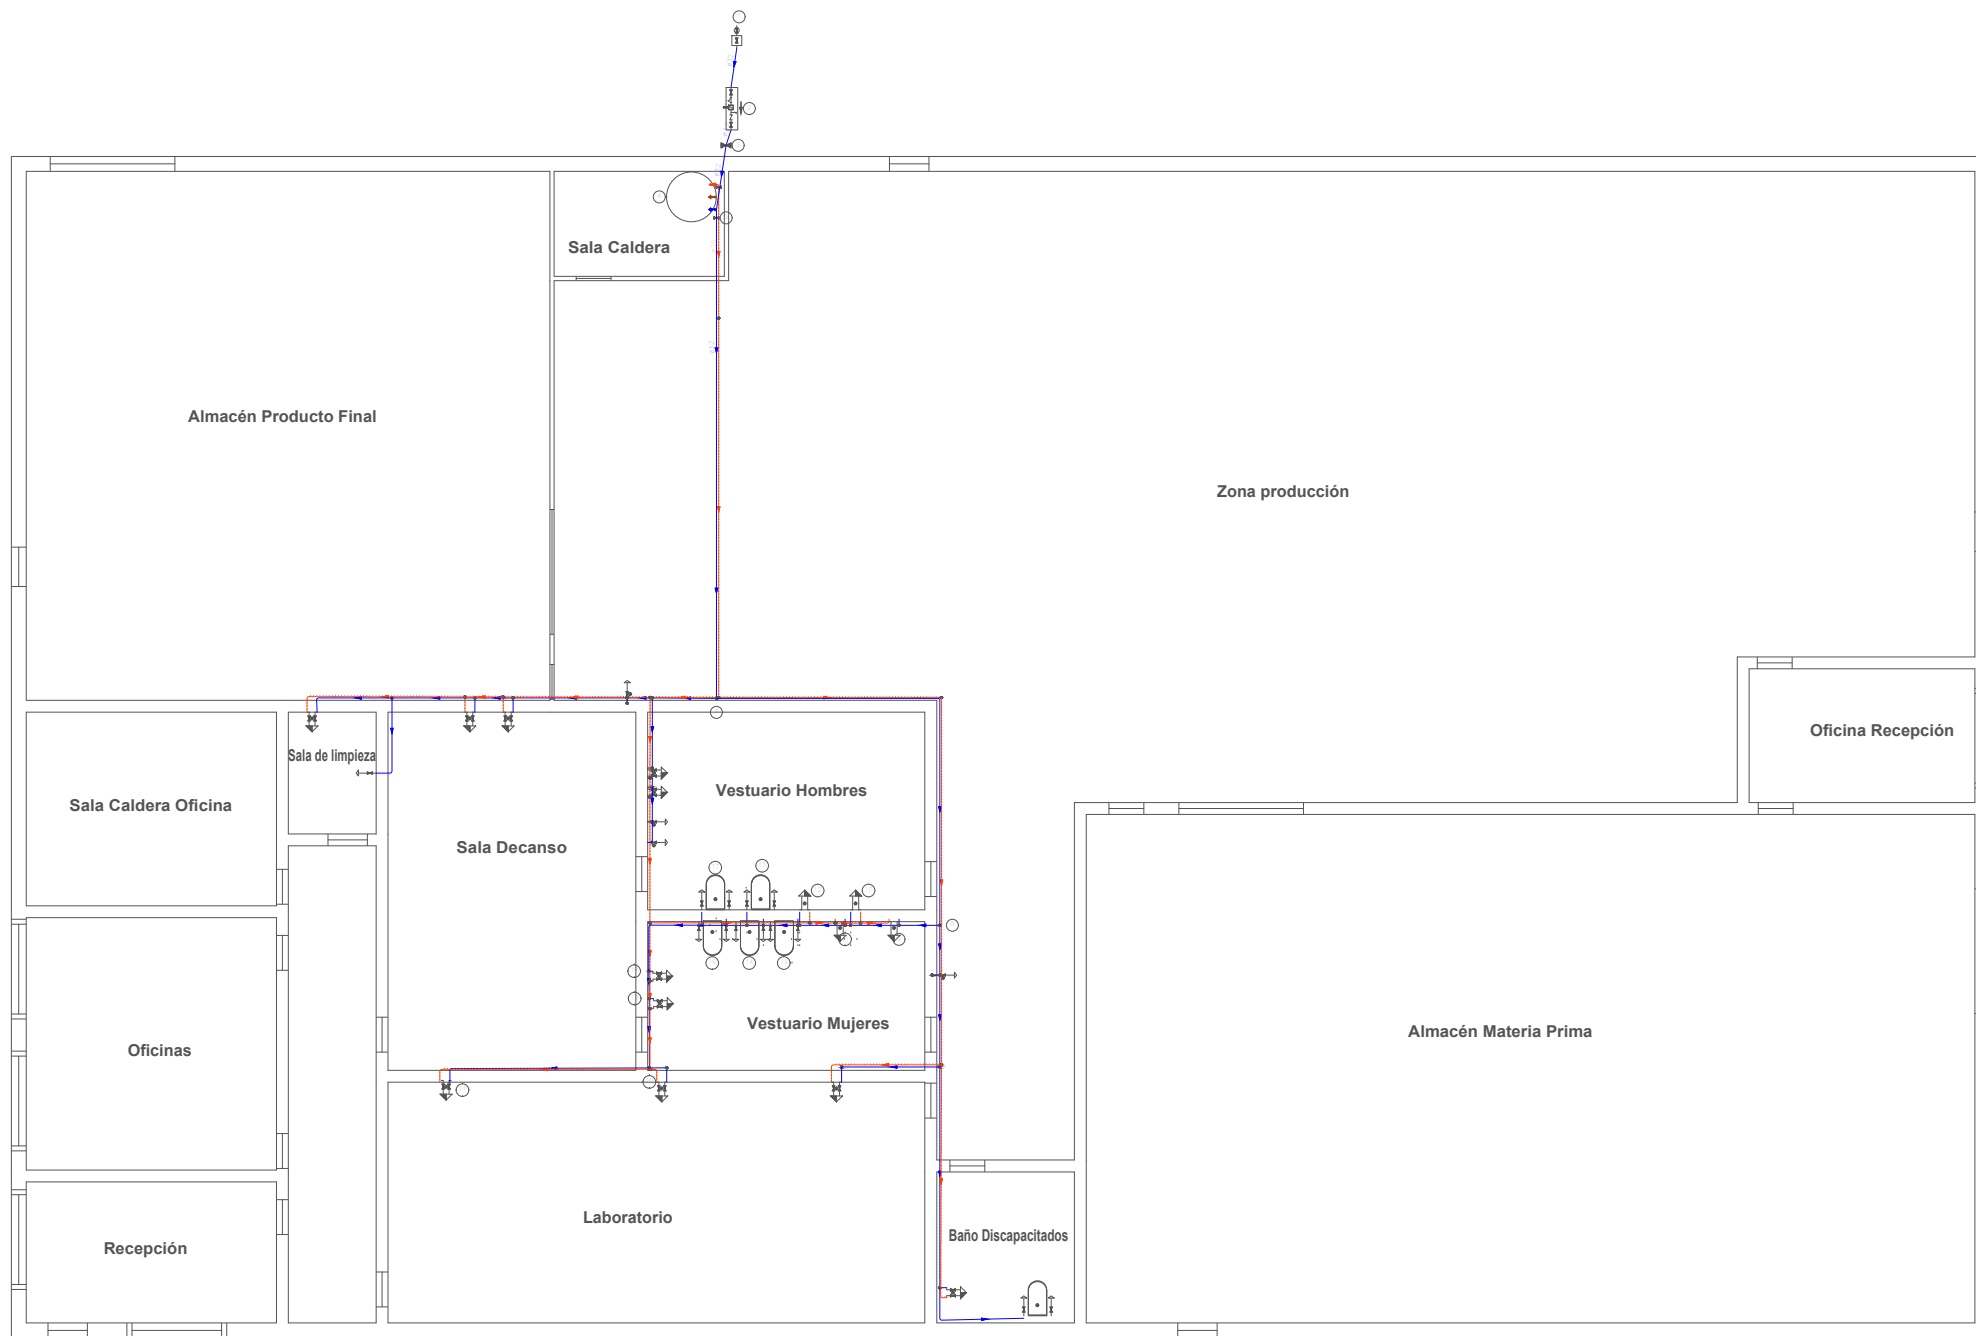 Sala Caldera
Almacén Producto Final
Zona producción
Oficina Recepción
Sala de limpieza
Vestuario Hombres
Sala Caldera Oficina
Sala Decanso
Vestuario Mujeres
Almacén Materia Prima
Oficinas
Laboratorio
Baño Discapacitados
Recepción